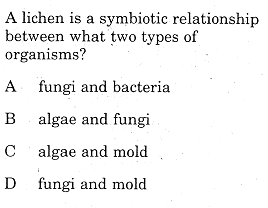 A lichen is a symbiotic relationship
between what two types of
organisms?
A fungi and bacteria
B algae and fungi
C algae and mold
D fungi and mold